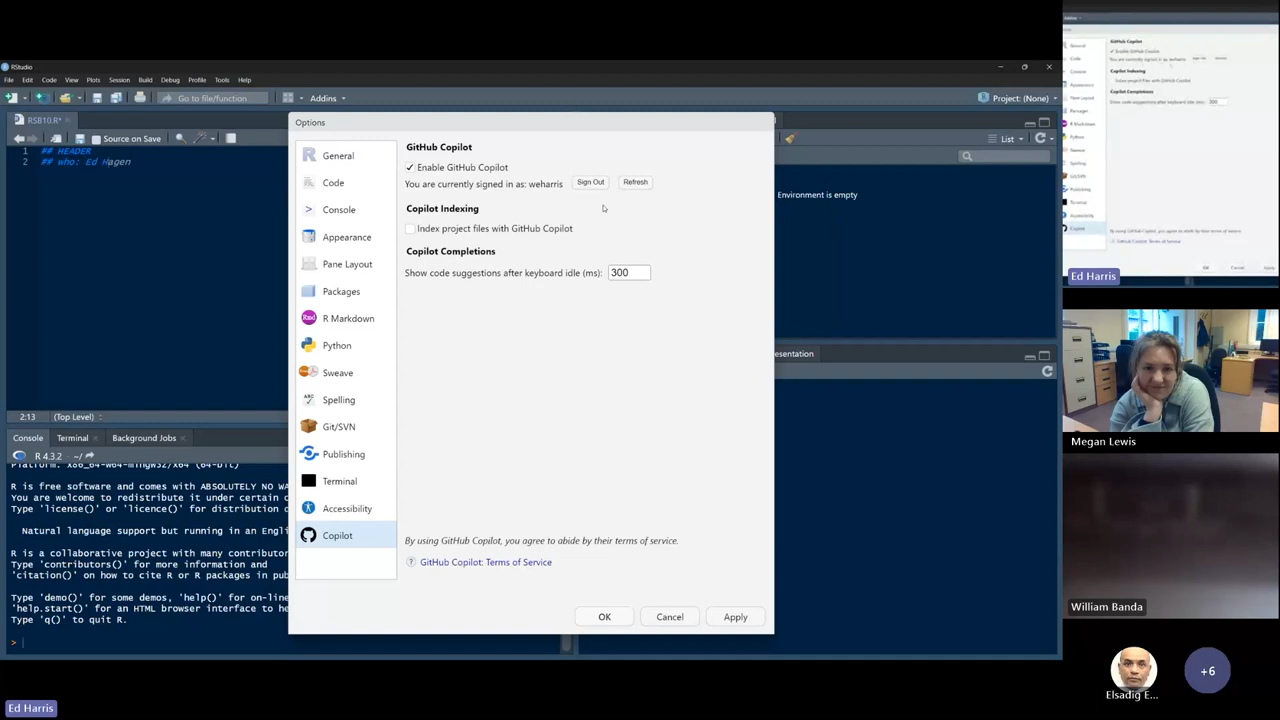 RStudio
File Edit Code View Plots Session Build Debug Profile Tools Help
Go to file/function
Addins
Project: (None)
RSB10.R*
Source on Save
List
1 ## HEADER
2 ## who: Ed Hagen
Environment is empty
2:13 (Top Level)
Console Terminal Background Jobs
R 4.3.2 · ~/
Platform: x86_64-w64-mingw32/x64 (64-bit)
R is free software and comes with ABSOLUTELY NO WA
You are welcome to redistribute it under certain c
Type 'license()' or 'licence()' for distribution d
Natural language support but running in an Engli
R is a collaborative project with many contributor
Type 'contributors()' for more information and
'citation()' on how to cite R or R packages in pub
Type 'demo()' for some demos, 'help()' for on-line
'help.start()' for an HTML browser interface to he
Type 'q()' to quit R.
>
esentation
Options
General
Code
Console
Appearance
Pane Layout
Packages
R Markdown
Python
Sweave
Spelling
Git/SVN
Publishing
Terminal
Accessibility
Copilot
GitHub Copilot
Enable GitHub Copilot
You are currently signed in as: weharris Sign Out Refresh
Copilot Indexing
Index project files with GitHub Copilot
Copilot Completions
Show code suggestions after keyboard idle (ms): 300
By using GitHub Copilot, you agree to abide by their terms of service.
GitHub Copilot: Terms of Service
OK Cancel Apply
Ed Harris
Megan Lewis
William Banda
Elsadig E...
+6
Ed Harris